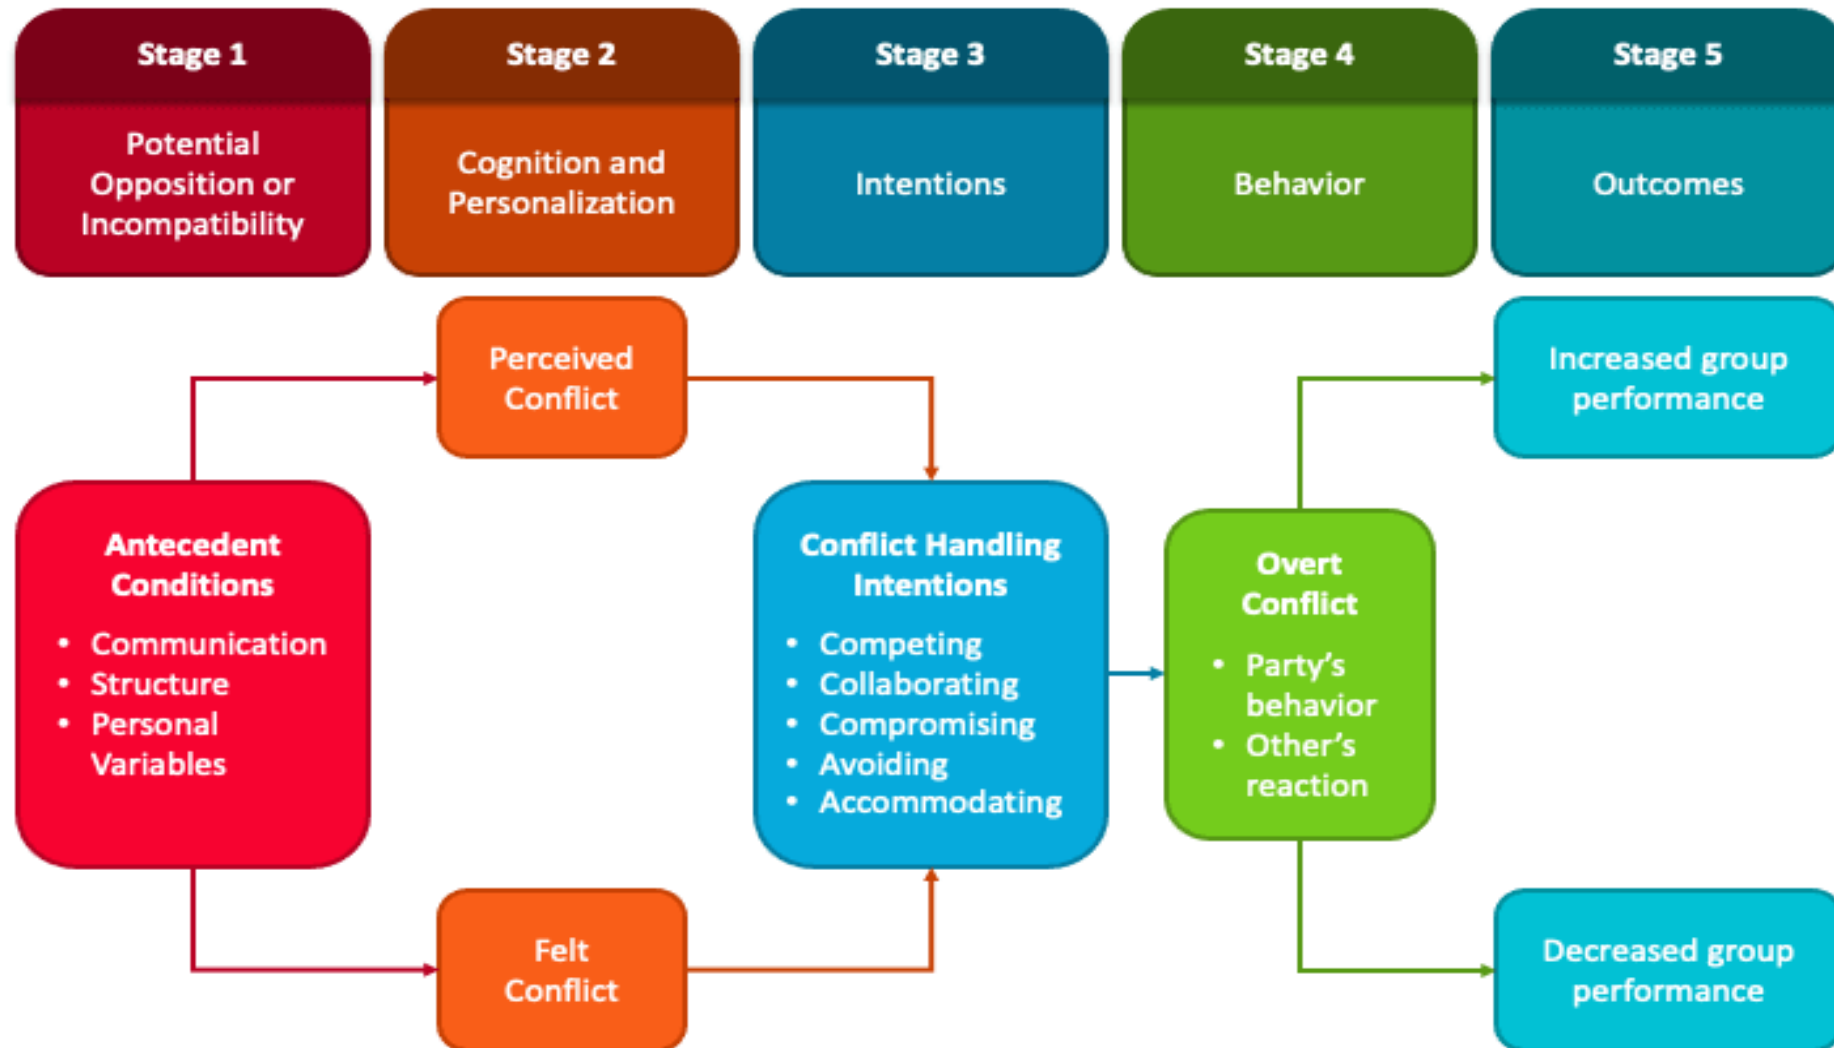 Stage 1
Potential
Opposition or
Incompatibility
Stage 2
Cognition and
Personalization
Stage 3
Intentions
Stage 4
Behavior
Stage 5
Outcomes
Perceived
Conflict
Increased group
performance
Antecedent
Conditions
• Communication
• Structure
• Personal
Variables
Conflict Handling
Intentions
• Competing
• Collaborating
• Compromising
• Avoiding
• Accommodating
Overt
Conflict
• Party’s
behavior
• Other’s
reaction
Felt
Conflict
Decreased group
performance